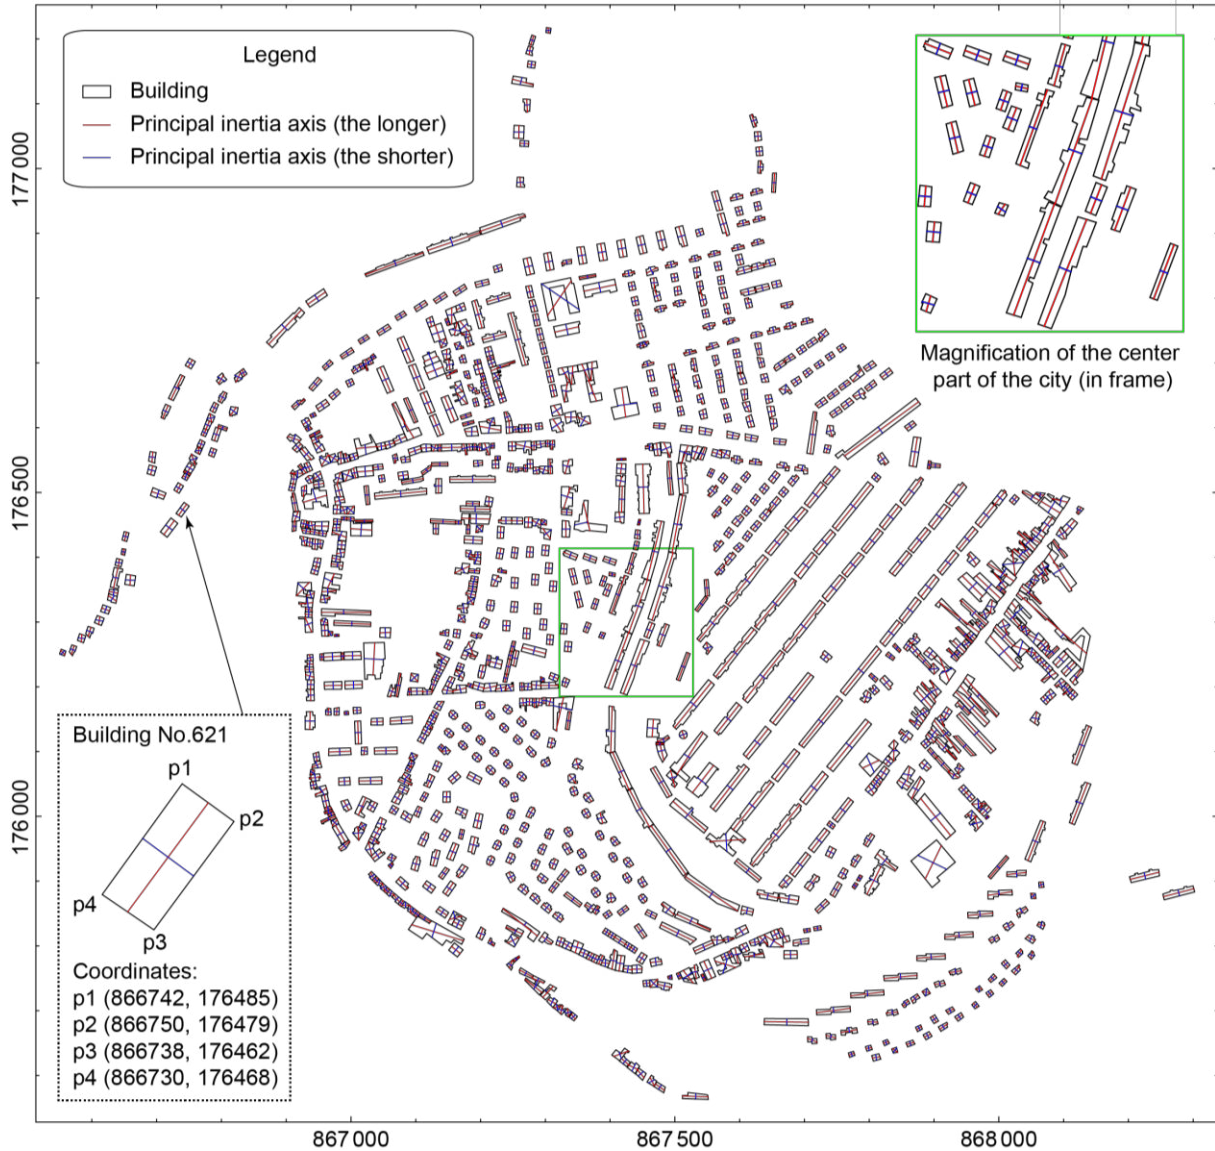 Legend
Building
Principal inertia axis (the longer)
Principal inertia axis (the shorter)
Magnification of the center
part of the city (in frame)
177 000
176 500
176 000
Building No.621
p1
p2
p4
p3
Coordinates:
p1 (866742, 176485)
p2 (866750, 176479)
p3 (866738, 176462)
p4 (866730, 176468)
867 000
867 500
868 000